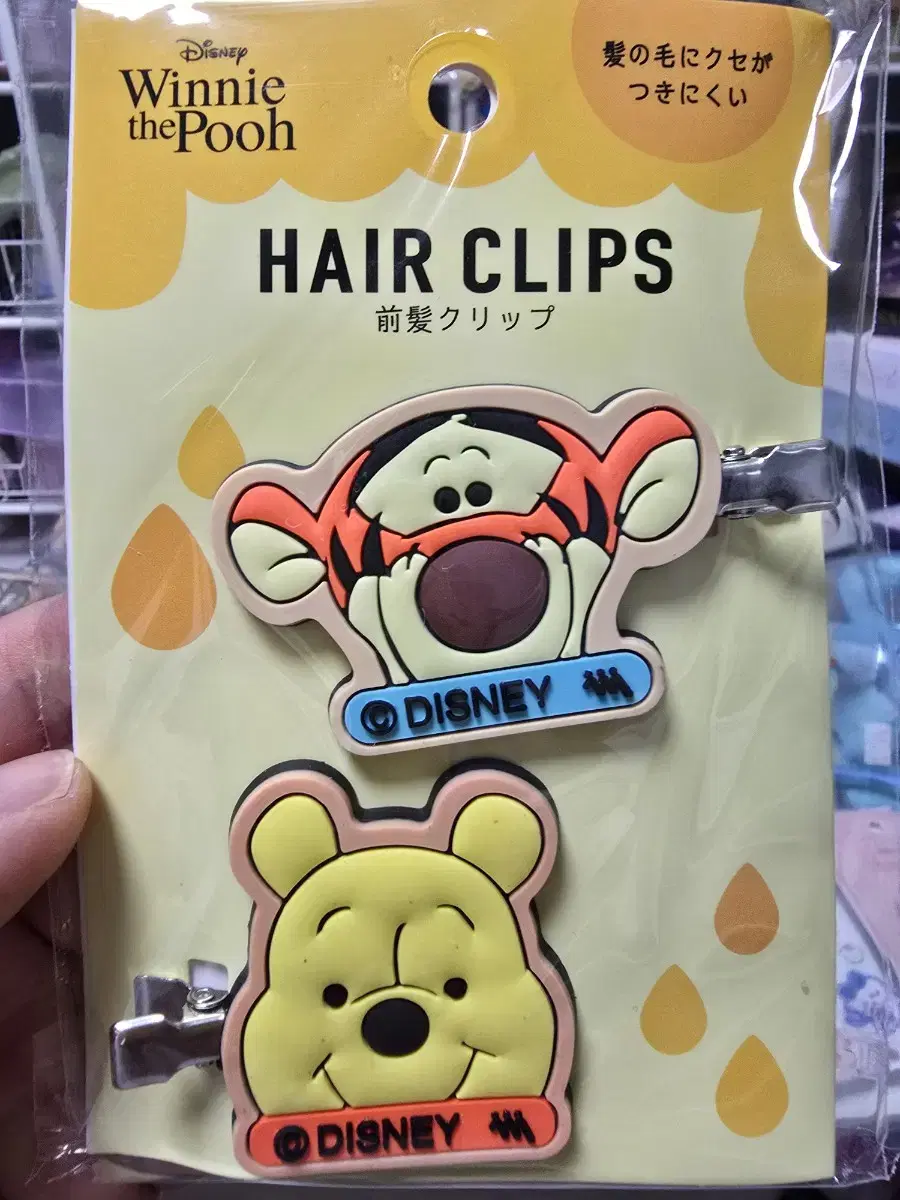 Disney
Winnie
the Pooh
髪の毛にクセが
つきにくい
HAIR CLIPS
前髪クリップ
© DISNEY
© DISNEY